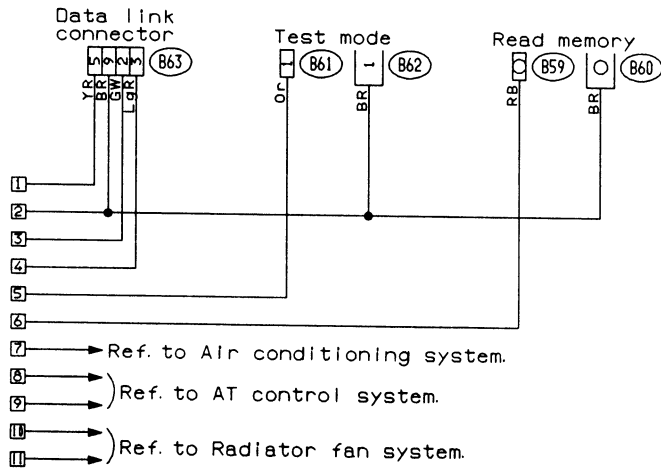 Data link
connector
5 9 2 3
B63
YR BR GW LgR
Test mode
1
B61
1
B62
Or
BR
Read memory
B59
B60
RB
BR
1
2
3
4
5
6
7
Ref. to Air conditioning system.
8
9
Ref. to AT control system.
10
11
Ref. to Radiator fan system.